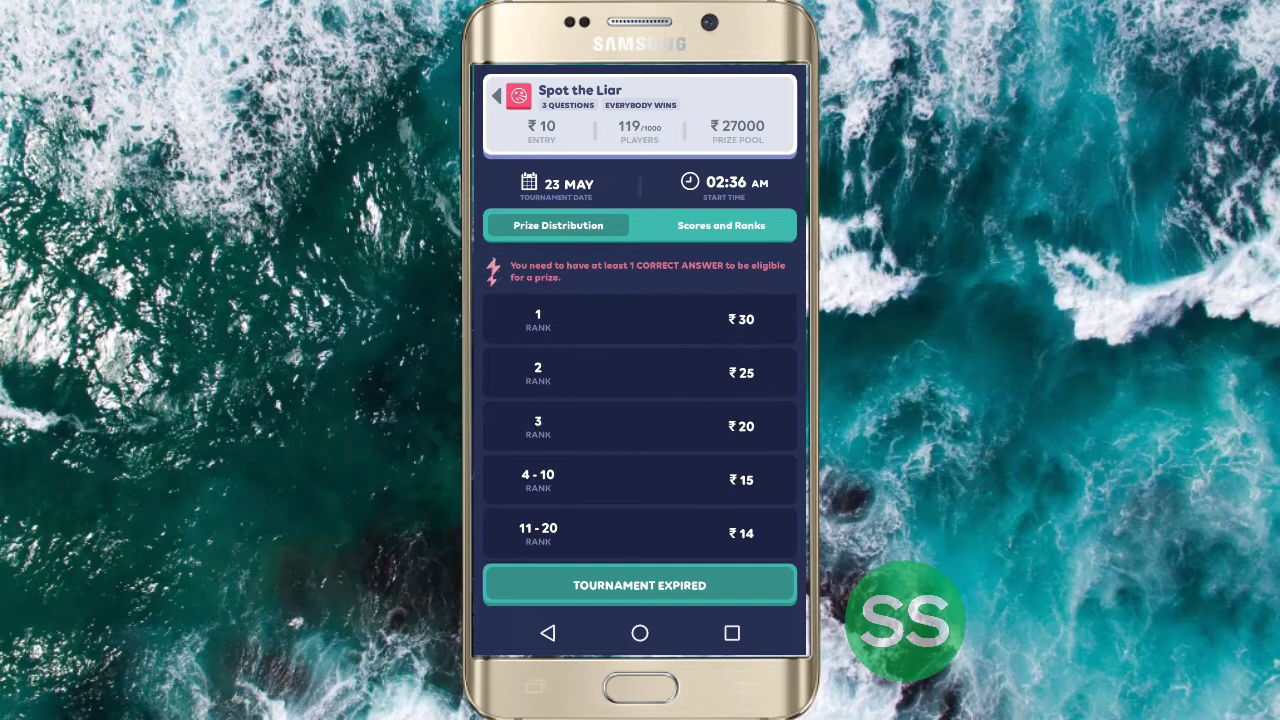 SAMSUNG
Spot the Liar
3 QUESTIONS EVERYBODY WINS
₹ 10 119/1000 ₹ 27000
ENTRY PLAYERS PRIZE POOL
23 MAY 02:36 AM
TOURNAMENT DATE START TIME
Prize Distribution Scores and Ranks
You need to have at least 1 CORRECT ANSWER to be eligible
for a prize.
1 ₹ 30
RANK
2 ₹ 25
RANK
3 ₹ 20
RANK
4 - 10 ₹ 15
RANK
11 - 20 ₹ 14
RANK
TOURNAMENT EXPIRED
SS